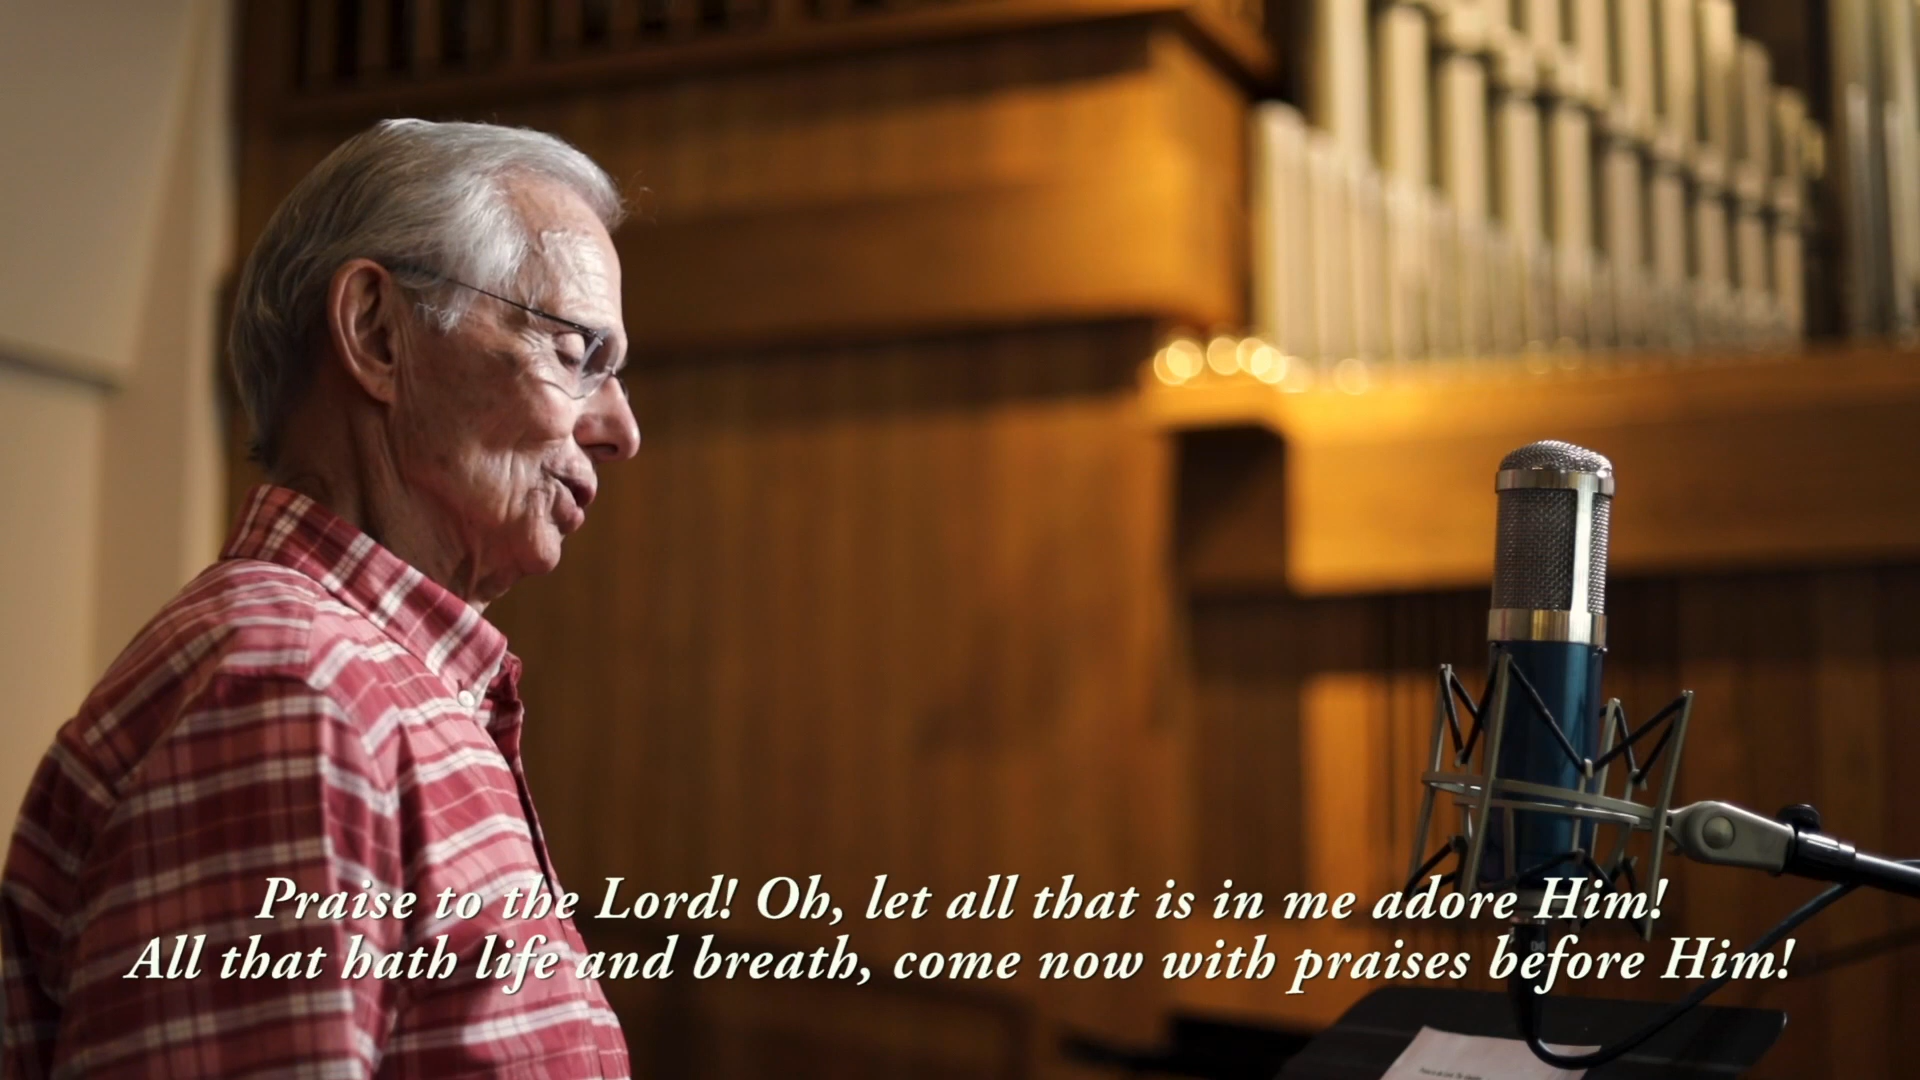 Praise to the Lord! Oh, let all that is in me adore Him!
All that hath life and breath, come now with praises before Him!